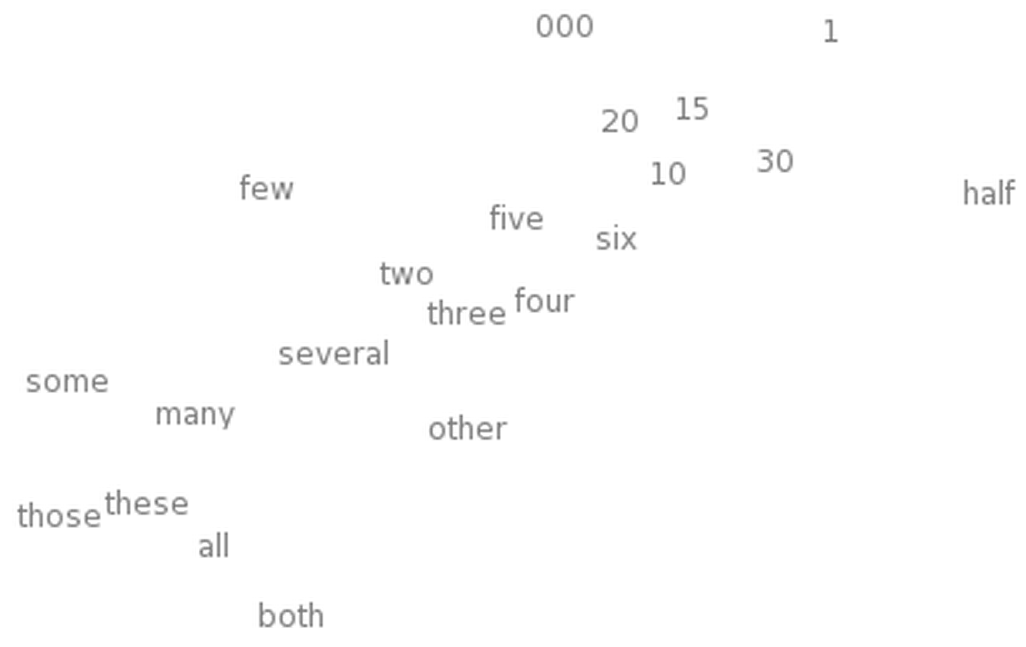 000
1
15
20
30
10
few
half
five
six
two
four
three
several
some
many
other
these
those
all
both